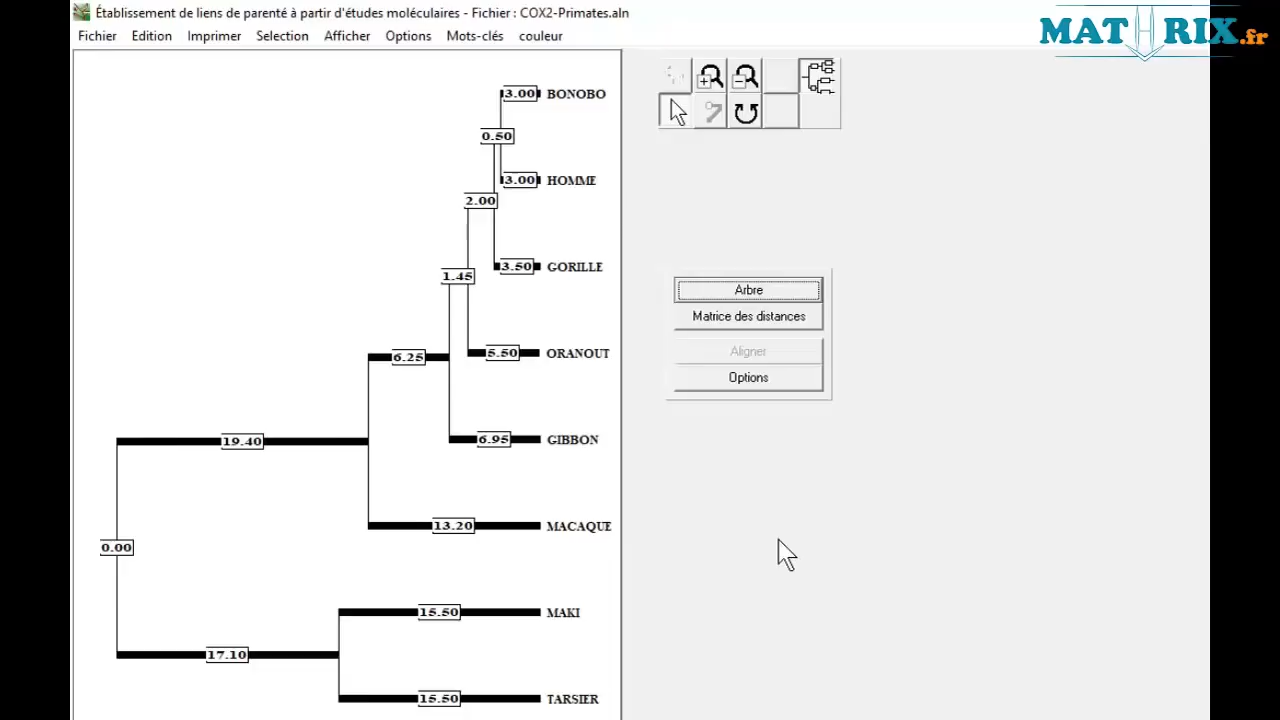 Établissement de liens de parenté à partir d'études moléculaires - Fichier : COX2-Primates.aln
MATHRIX.fr
Fichier Edition Imprimer Selection Afficher Options Mots-clés couleur
3.00 BONOBO
0.50
3.00 HOMME
2.00
3.50 GORILLE
1.45
Arbre
Matrice des distances
5.50 ORANOUT
6.25
Aligner
Options
6.95 GIBBON
19.40
13.20 MACAQUE
0.00
15.50 MAKI
17.10
15.50 TARSIER